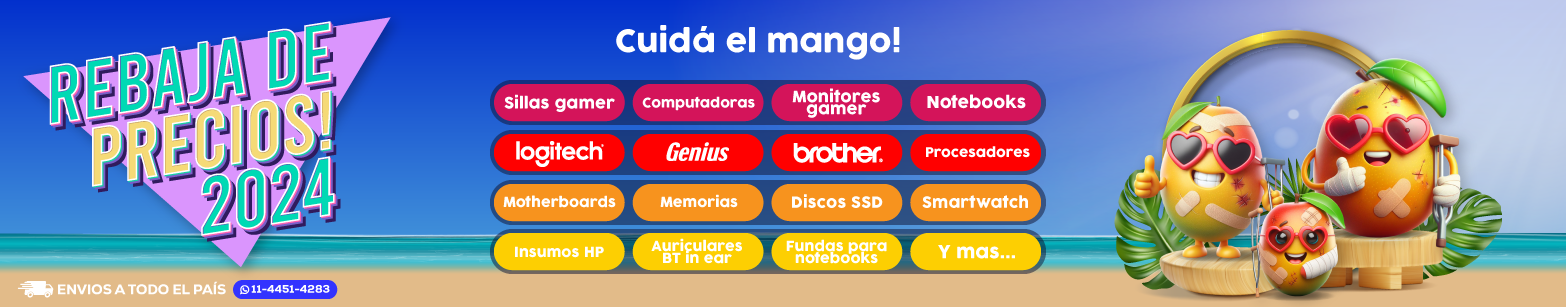 REBAJA DE
PRECIOS!
2024
ENVIOS A TODO EL PAÍS
11-4451-4283
Cuidá el mango!
Sillas gamer
Computadoras
Monitores
gamer
Notebooks
logitech
Genius
brother.
Procesadores
Motherboards
Memorias
Discos SSD
Smartwatch
Insumos HP
Auriculares
BT in ear
Fundas para
notebooks
Y mas...